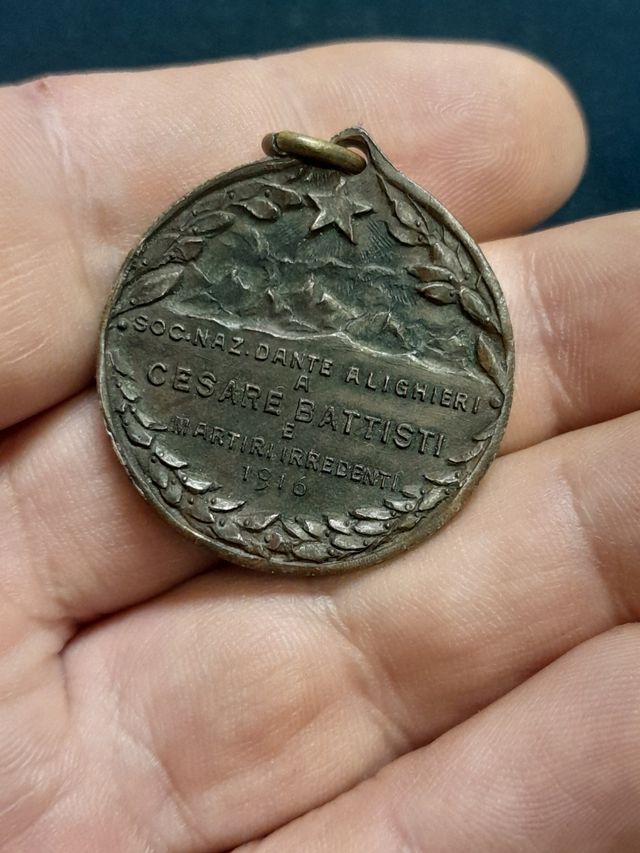 SOC. NAZ. DANTE ALIGHIERI
A
CESARE BATTISTI
E
MARTIRI IRREDENTI
1916